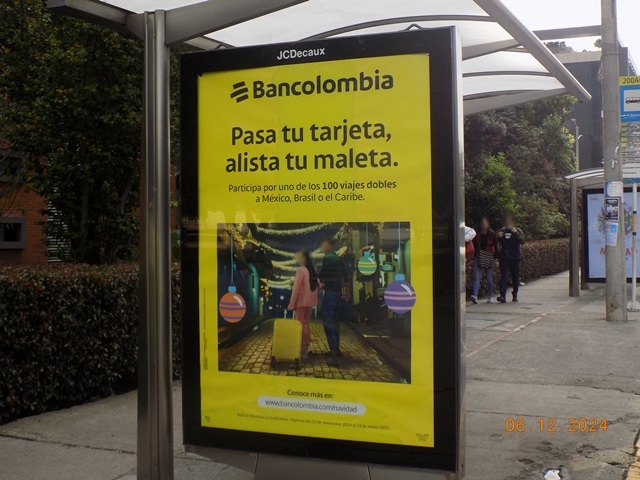 JCDecaux
Bancolombia
Pasa tu tarjeta,
alista tu maleta.
Participa por uno de los 100 viajes dobles
a México, Brasil o el Caribe.
Conoce más en:
www.bancolombia.com/navidad
200A
06.12.2024